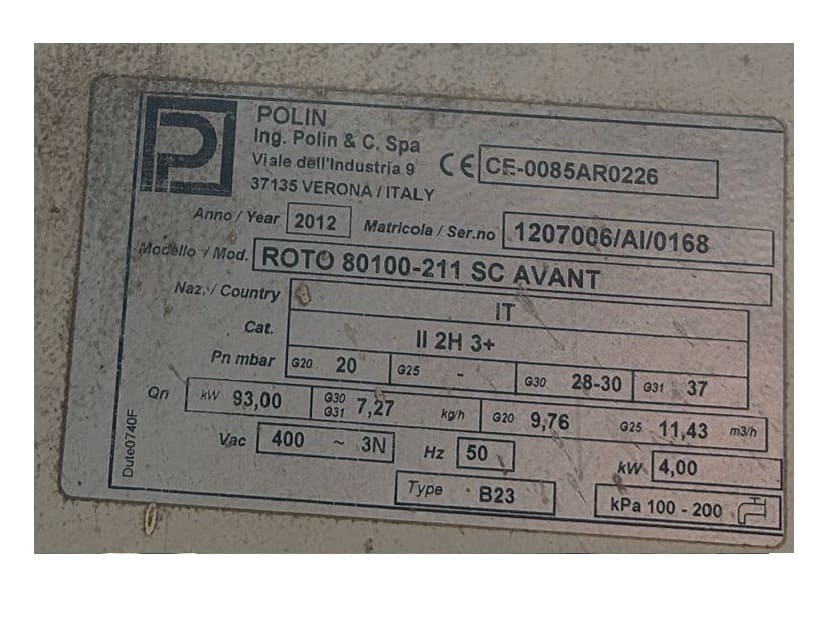 POLIN
Ing. Polin & C. Spa
Viale dell'Industria 9
37135 VERONA / ITALY
CE CE-0085AR0226
Anno / Year 2012 Matricola / Ser.no 1207006/AI/0168
Modello / Mod. ROTO 80100-211 SC AVANT
Naz. / Country IT
Cat. II 2H 3+
Pn mbar G20 20 G25 - G30 28-30 G31 37
Qn kW 93,00 G30 G31 7,27 kg/h G20 9,76 G25 11,43 m3/h
Vac 400 ~ 3N Hz 50 kW 4,00
Type B23 kPa 100 - 200
Dute0740F